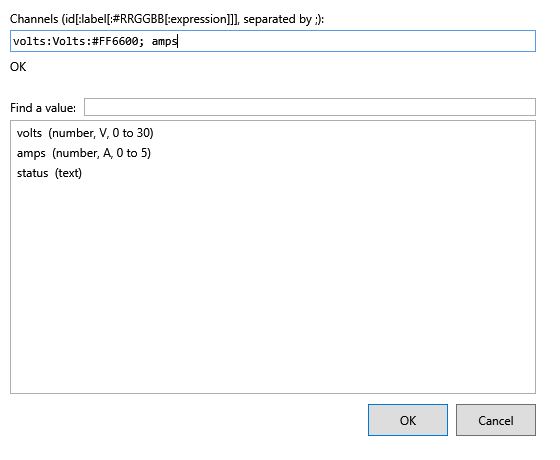 Channels (id[:label[:#RRGGBB[:expression]]], separated by ;):
volts:Volts:#FF6600; amps
OK
Find a value:
volts  (number, V, 0 to 30)
amps  (number, A, 0 to 5)
status  (text)
OK
Cancel